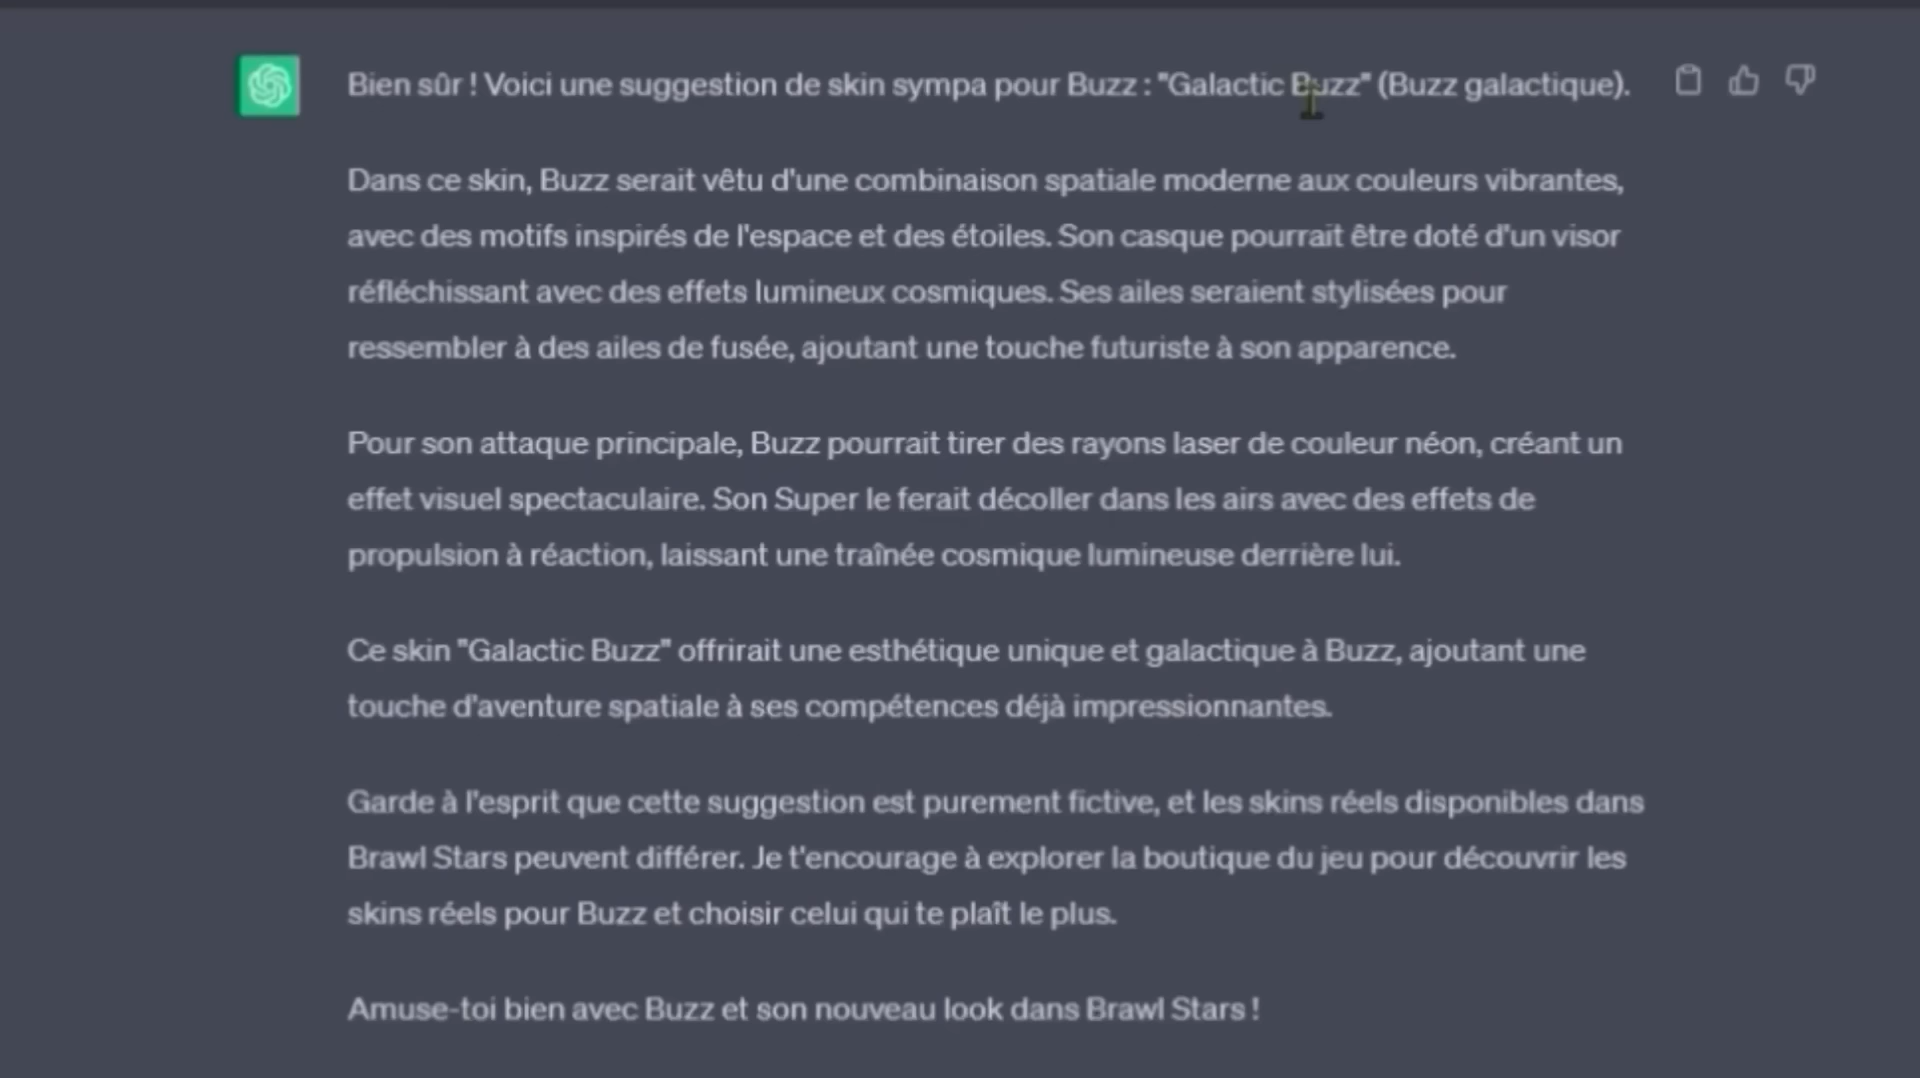 Bien sûr ! Voici une suggestion de skin sympa pour Buzz : "Galactic Buzz" (Buzz galactique).
Dans ce skin, Buzz serait vêtu d'une combinaison spatiale moderne aux couleurs vibrantes,
avec des motifs inspirés de l'espace et des étoiles. Son casque pourrait être doté d'un visor
réfléchissant avec des effets lumineux cosmiques. Ses ailes seraient stylisées pour
ressembler à des ailes de fusée, ajoutant une touche futuriste à son apparence.
Pour son attaque principale, Buzz pourrait tirer des rayons laser de couleur néon, créant un
effet visuel spectaculaire. Son Super le ferait décoller dans les airs avec des effets de
propulsion à réaction, laissant une traînée cosmique lumineuse derrière lui.
Ce skin "Galactic Buzz" offrirait une esthétique unique et galactique à Buzz, ajoutant une
touche d'aventure spatiale à ses compétences déjà impressionnantes.
Garde à l'esprit que cette suggestion est purement fictive, et les skins réels disponibles dans
Brawl Stars peuvent différer. Je t'encourage à explorer la boutique du jeu pour découvrir les
skins réels pour Buzz et choisir celui qui te plaît le plus.
Amuse-toi bien avec Buzz et son nouveau look dans Brawl Stars !